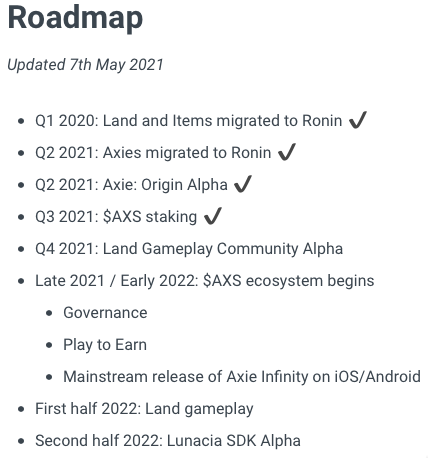 Roadmap
Updated 7th May 2021
• Q1 2020: Land and Items migrated to Ronin ✔
• Q2 2021: Axies migrated to Ronin ✔
• Q2 2021: Axie: Origin Alpha ✔
• Q3 2021: $AXS staking ✔
• Q4 2021: Land Gameplay Community Alpha
• Late 2021 / Early 2022: $AXS ecosystem begins
• Governance
• Play to Earn
• Mainstream release of Axie Infinity on iOS/Android
• First half 2022: Land gameplay
• Second half 2022: Lunacia SDK Alpha